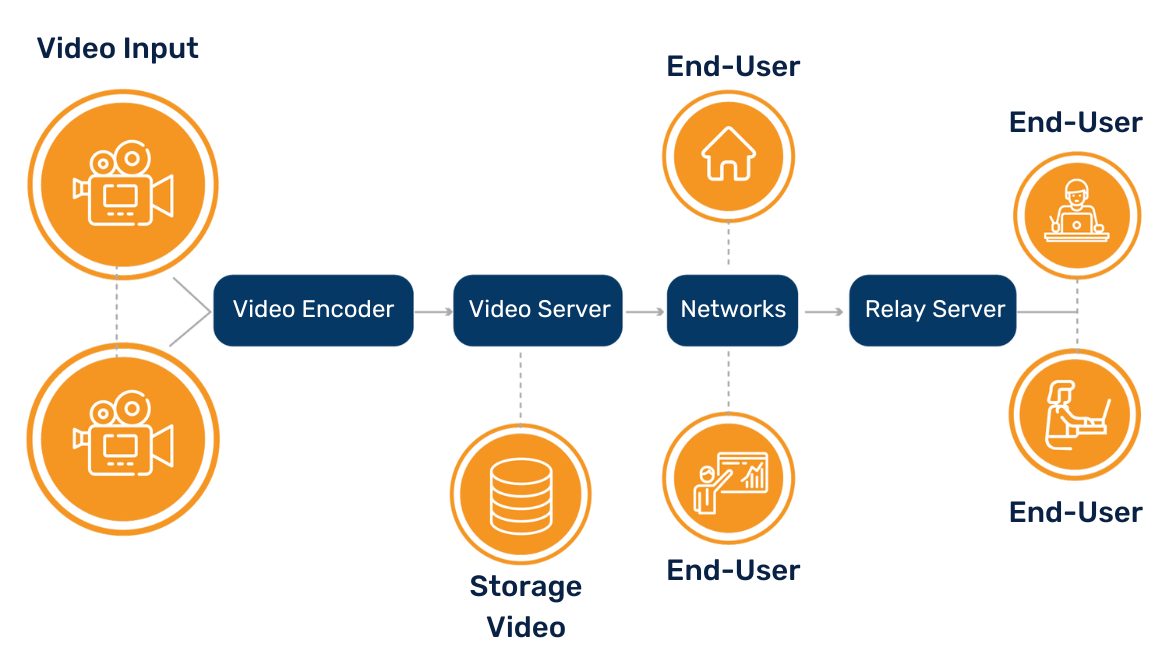 Video Input
End-User
End-User
Video Encoder
Video Server
Networks
Relay Server
Storage
Video
End-User
End-User